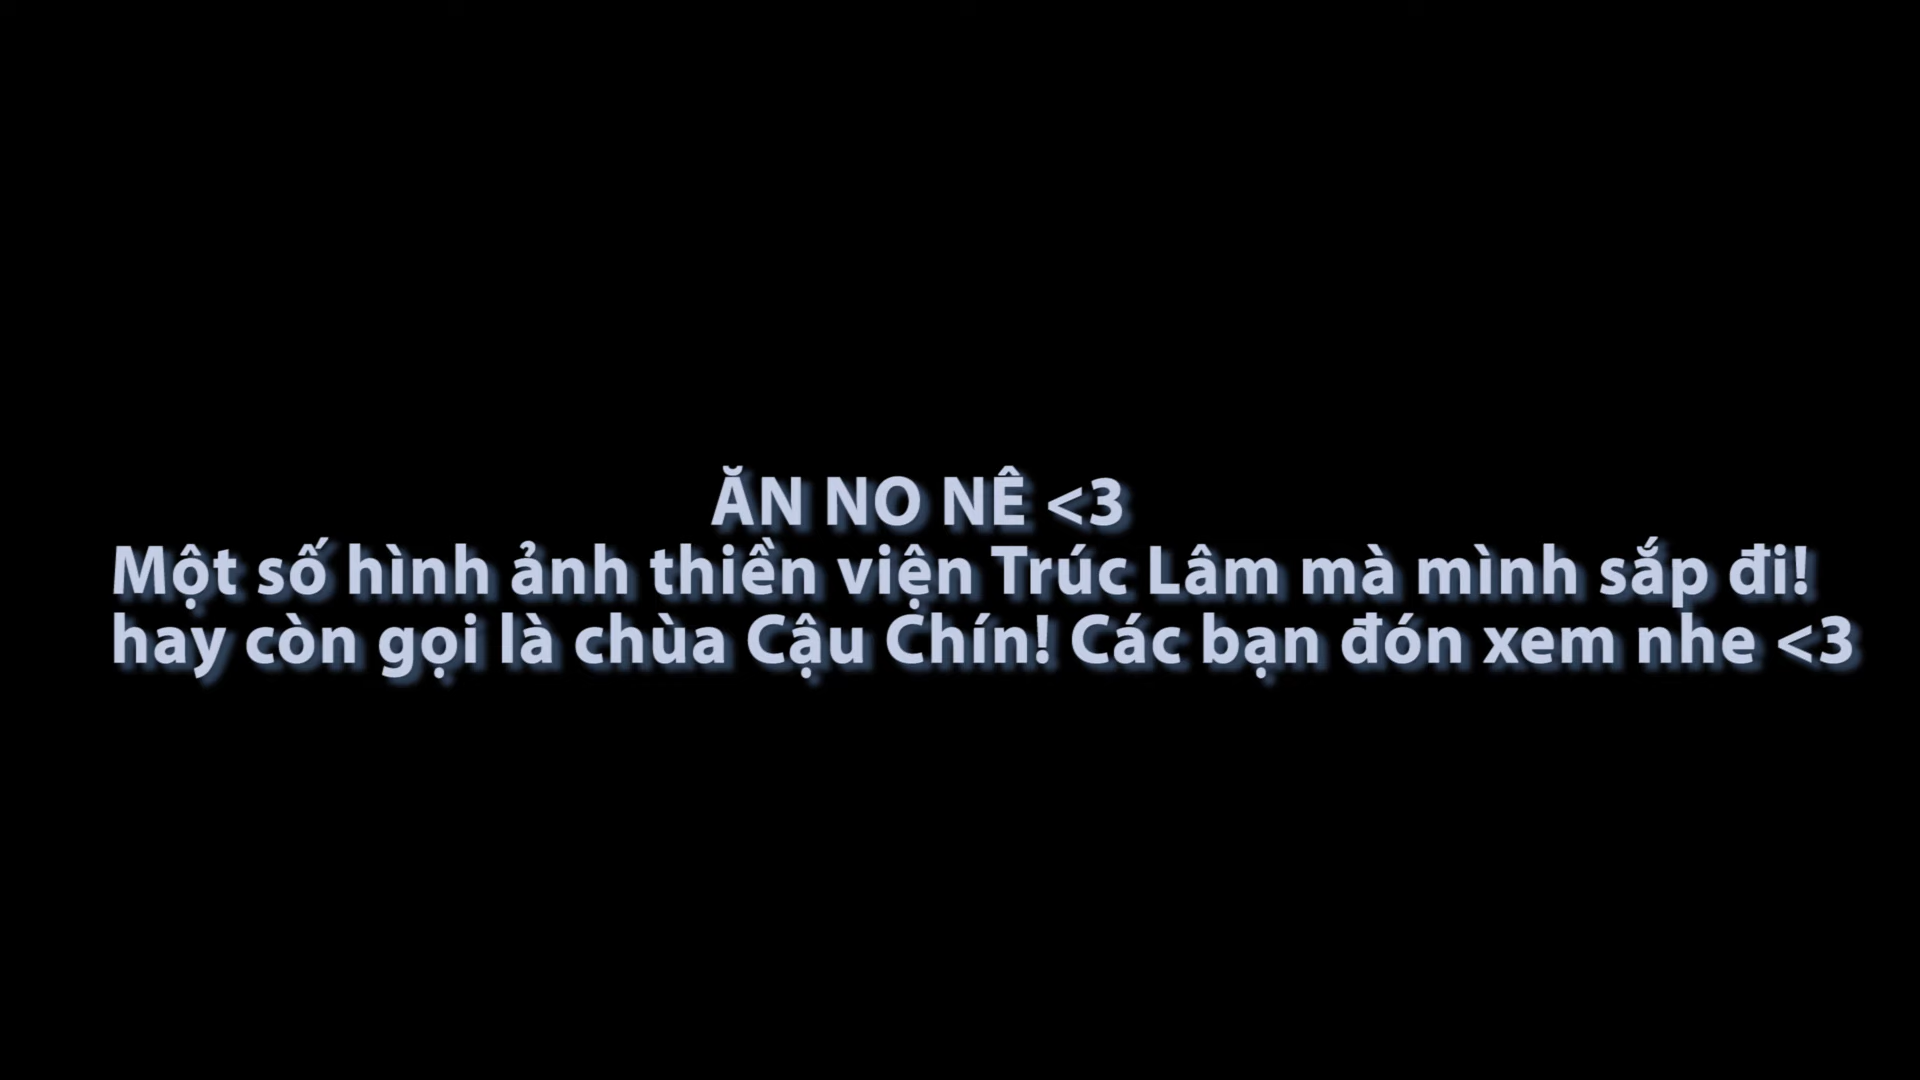 ĂN NO NÊ <3
Một số hình ảnh thiền viện Trúc Lâm mà mình sắp đi!
hay còn gọi là chùa Cậu Chín! Các bạn đón xem nhe <3